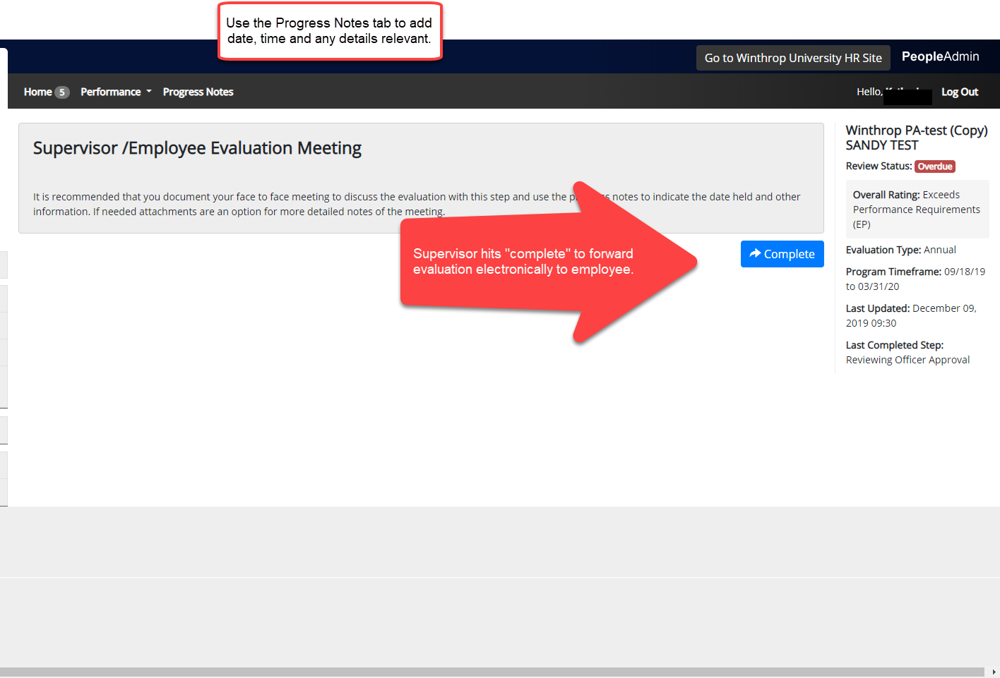 Use the Progress Notes tab to add
date, time and any details relevant.
Go to Winthrop University HR Site
PeopleAdmin
Home 5 Performance Progress Notes
Hello,
Log Out
Supervisor /Employee Evaluation Meeting
It is recommended that you document your face to face meeting to discuss the evaluation with this step and use the notes to indicate the date held and other
information. If needed attachments are an option for more detailed notes of the meeting.
Supervisor hits "complete" to forward
evaluation electronically to employee.
Complete
Winthrop PA-test (Copy)
SANDY TEST
Review Status: Overdue
Overall Rating: Exceeds
Performance Requirements
(EP)
Evaluation Type: Annual
Program Timeframe: 09/18/19
to 03/31/20
Last Updated: December 09,
2019 09:30
Last Completed Step:
Reviewing Officer Approval